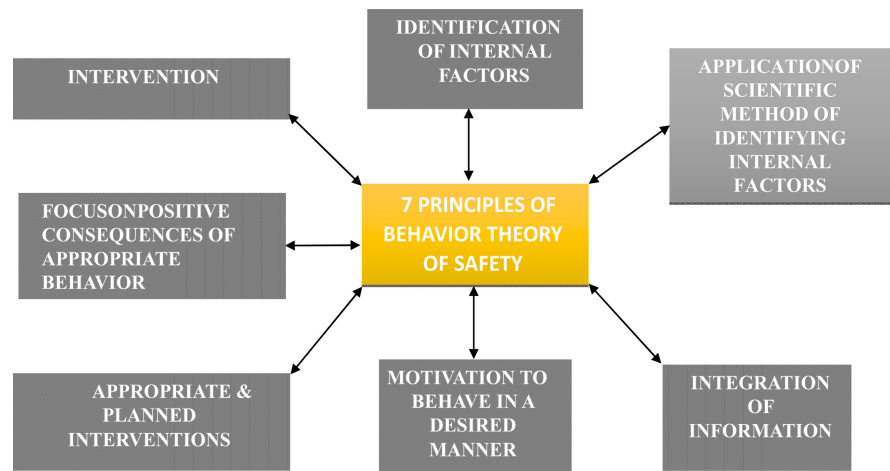 INTERVENTION
IDENTIFICATION
OF INTERNAL
FACTORS
APPLICATIONOF
SCIENTIFIC
METHOD OF
IDENTIFYING
INTERNAL
FACTORS
FOCUSONPOSITIVE
CONSEQUENCES OF
APPROPRIATE
BEHAVIOR
7 PRINCIPLES OF
BEHAVIOR THEORY
OF SAFETY
APPROPRIATE &
PLANNED
INTERVENTIONS
MOTIVATION TO
BEHAVE IN A
DESIRED
MANNER
INTEGRATION
OF
INFORMATION